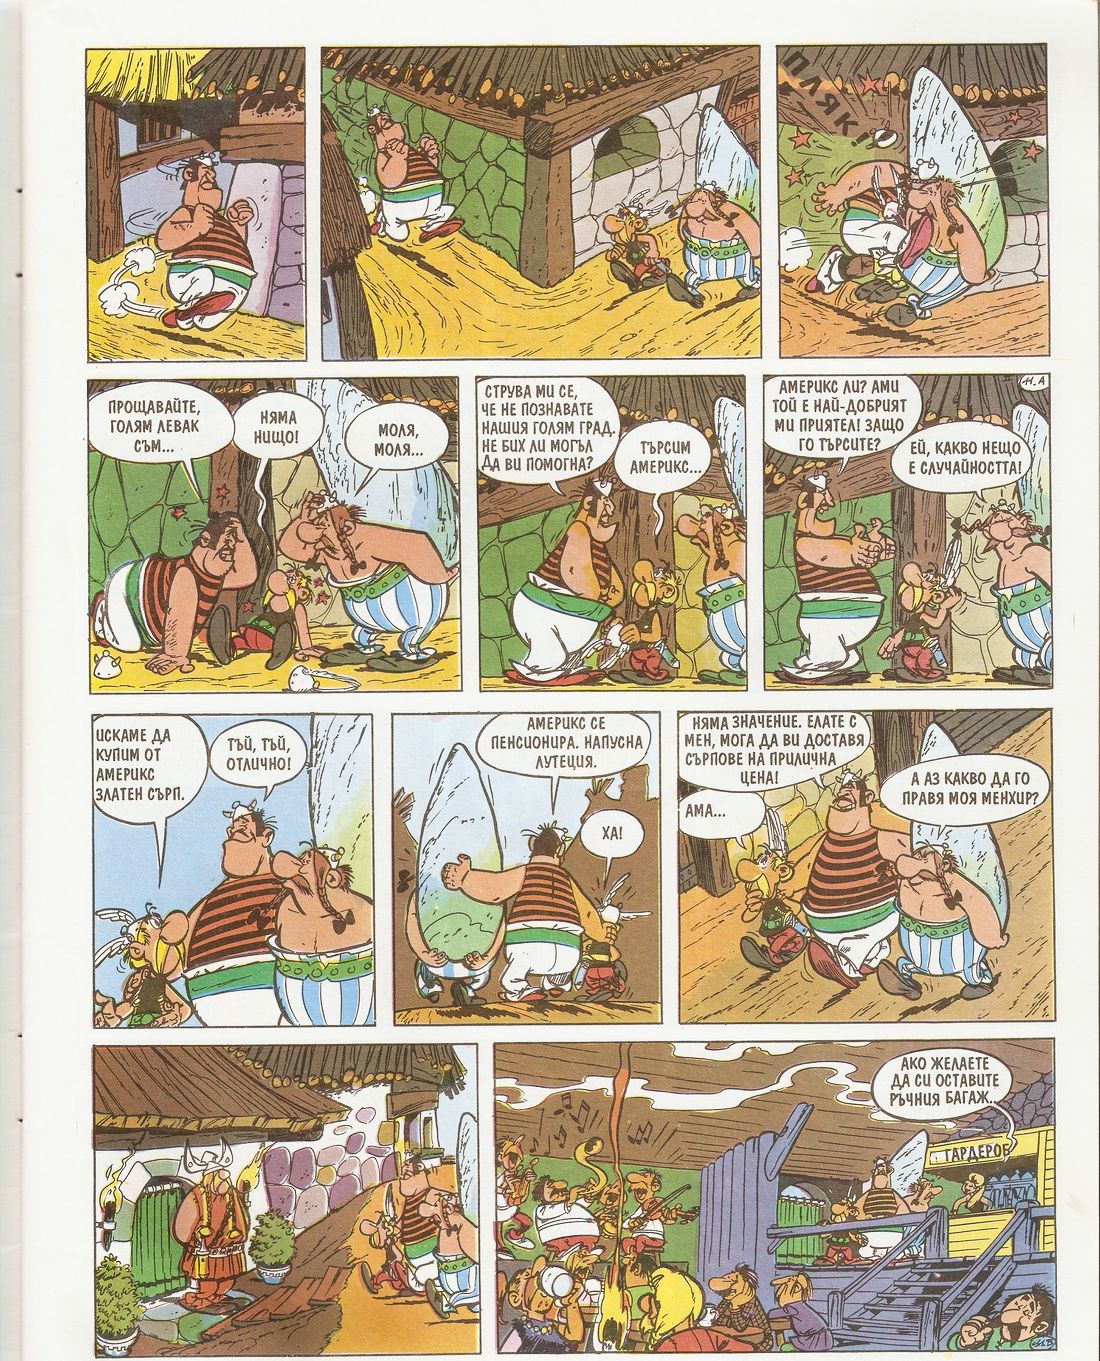 ПЛЯК!
ПРОЩАВАЙТЕ,
ГОЛЯМ ЛЕВАК
СЪМ...
НЯМА
НИЩО!
МОЛЯ,
МОЛЯ...
СТРУВА МИ СЕ,
ЧЕ НЕ ПОЗНАВАТЕ
НАШИЯ ГОЛЯМ ГРАД.
НЕ БИХ ЛИ МОГЪЛ
ДА ВИ ПОМОГНА?
ТЪРСИМ
АМЕРИКС...
АМЕРИКС ЛИ? АМИ
ТОЙ Е НАЙ-ДОБРИЯТ
МИ ПРИЯТЕЛ! ЗАЩО
ГО ТЪРСИТЕ?
ЕЙ, КАКВО НЕЩО
Е СЛУЧАЙНОСТТА!
ИСКАМЕ ДА
КУПИМ ОТ
АМЕРИКС
ЗЛАТЕН СЪРП.
ТЪЙ, ТЪЙ,
ОТЛИЧНО!
АМЕРИКС СЕ
ПЕНСИОНИРА. НАПУСНА
ЛУТЕЦИЯ.
ХА!
НЯМА ЗНАЧЕНИЕ. ЕЛАТЕ С
МЕН, МОГА ДА ВИ ДОСТАВЯ
СЪРПОВЕ НА ПРИЛИЧНА
ЦЕНА!
АМА...
А АЗ КАКВО ДА ГО
ПРАВЯ МОЯ МЕНХИР?
АКО ЖЕЛАЕТЕ
ДА СИ ОСТАВИТЕ
РЪЧНИЯ БАГАЖ...
ГАРДЕРОБ